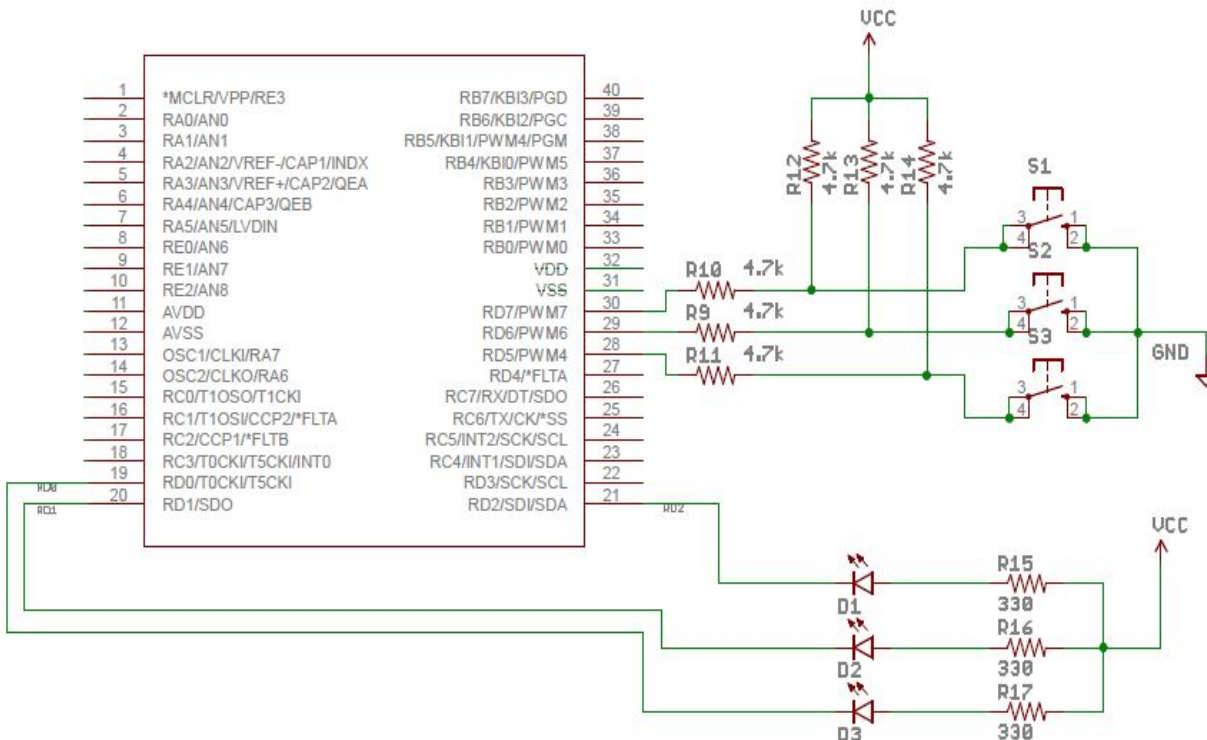 VCC
1 *MCLR/VPP/RE3 RB7/KBI3/PGD 40
2 RA0/AN0 RB6/KBI2/PGC 39
3 RA1/AN1 RB5/KBI1/PWM4/PGM 38
4 RA2/AN2/VREF-/CAP1/INDX RB4/KBI0/PWM5 37
5 RA3/AN3/VREF+/CAP2/QEA RB3/PWM3 36
6 RA4/AN4/CAP3/QEB RB2/PWM2 35
7 RA5/AN5/LVDIN RB1/PWM1 34
8 RE0/AN6 RB0/PWM0 33
9 RE1/AN7 VDD 32
10 RE2/AN8 VSS 31
11 AVDD RD7/PWM7 30
12 AVSS RD6/PWM6 29
13 OSC1/CLKI/RA7 RD5/PWM4 28
14 OSC2/CLKO/RA6 RD4/*FLTA 27
15 RC0/T1OSO/T1CKI RC7/RX/DT/SDO 26
16 RC1/T1OSI/CCP2/*FLTA RC6/TX/CK/*SS 25
17 RC2/CCP1/*FLTB RC5/INT2/SCK/SCL 24
18 RC3/T0CKI/T5CKI/INT0 RC4/INT1/SDI/SDA 23
19 RD0/T0CKI/T5CKI RD3/SCK/SCL 22
20 RD1/SDO RD2/SDI/SDA 21
RD0
RD1
RD2
R12 4.7k
R13 4.7k
R14 4.7k
R10 4.7k
R9 4.7k
R11 4.7k
S1
3 1
4 2
S2
3 1
4 2
S3
3 1
4 2
GND
VCC
D1 R15 330
D2 R16 330
D3 R17 330